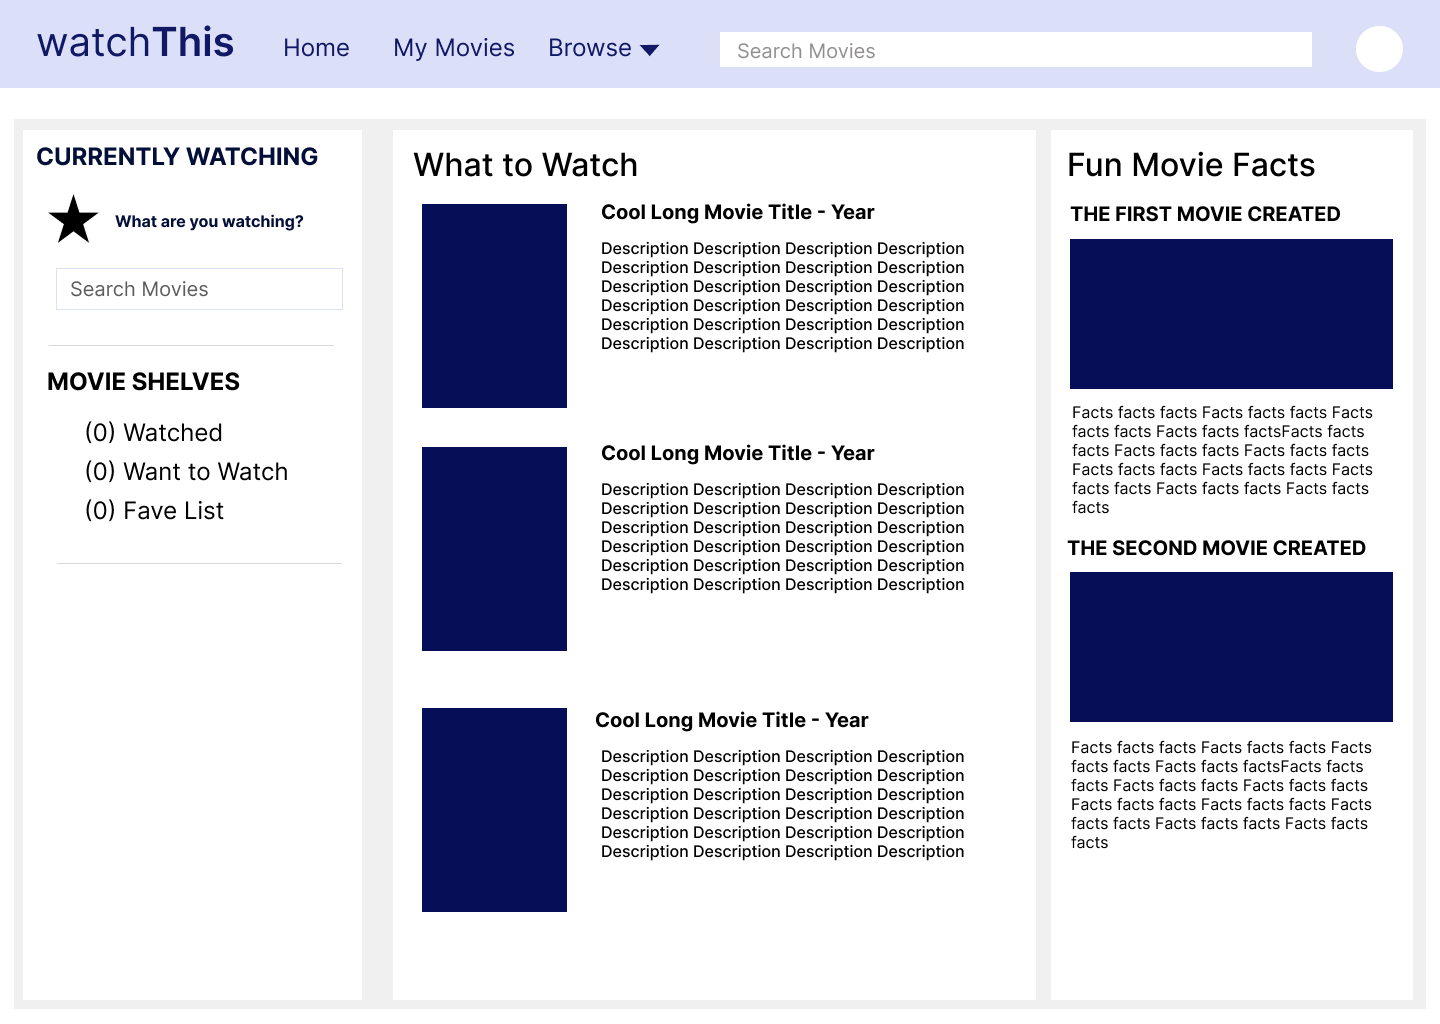 watchThis
Home
My Movies
Browse
Search Movies
CURRENTLY WATCHING
What are you watching?
Search Movies
MOVIE SHELVES
(0) Watched
(0) Want to Watch
(0) Fave List
What to Watch
Cool Long Movie Title - Year
Description Description Description Description
Description Description Description Description
Description Description Description Description
Description Description Description Description
Description Description Description Description
Description Description Description Description
Cool Long Movie Title - Year
Description Description Description Description
Description Description Description Description
Description Description Description Description
Description Description Description Description
Description Description Description Description
Description Description Description Description
Cool Long Movie Title - Year
Description Description Description Description
Description Description Description Description
Description Description Description Description
Description Description Description Description
Description Description Description Description
Description Description Description Description
Fun Movie Facts
THE FIRST MOVIE CREATED
Facts facts facts Facts facts facts Facts
facts facts Facts facts factsFacts facts
facts Facts facts facts Facts facts facts
Facts facts facts Facts facts facts Facts
facts facts Facts facts facts Facts facts
facts
THE SECOND MOVIE CREATED
Facts facts facts Facts facts facts Facts
facts facts Facts facts factsFacts facts
facts Facts facts facts Facts facts facts
Facts facts facts Facts facts facts Facts
facts facts Facts facts facts Facts facts
facts